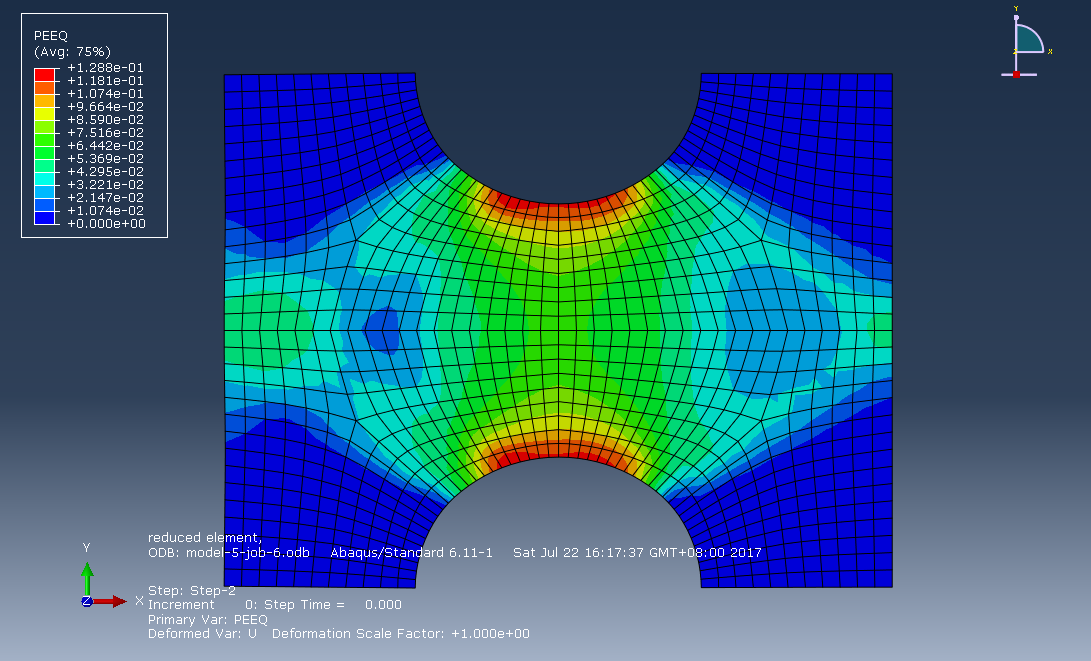 PEEQ
(Avg: 75%)
+1.288e-01
+1.181e-01
+1.074e-01
+9.664e-02
+8.590e-02
+7.516e-02
+6.442e-02
+5.369e-02
+4.295e-02
+3.221e-02
+2.147e-02
+1.074e-02
+0.000e+00
Y
X
Z
reduced element,
ODB: model-5-job-6.odb Abaqus/Standard 6.11-1 Sat Jul 22 16:17:37 GMT+08:00 2017
Y
X
Z
Step: Step-2
Increment 0: Step Time = 0.000
Primary Var: PEEQ
Deformed Var: U Deformation Scale Factor: +1.000e+00